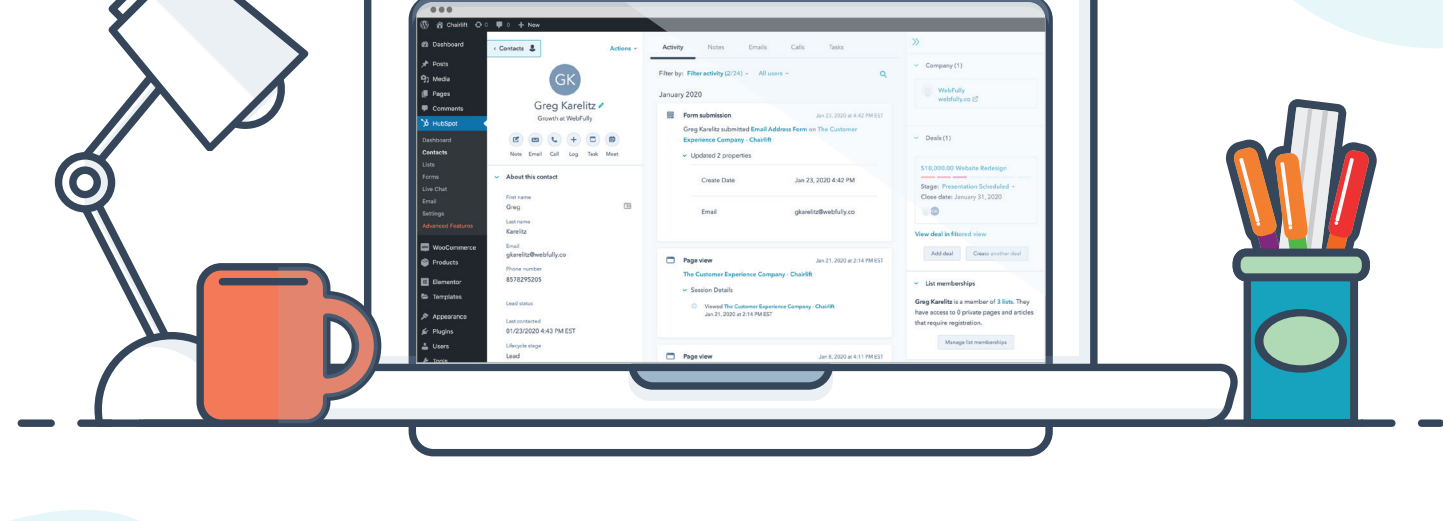 Chairlift 0 0 + Now
Dashboard
Posts
Media
Pages
Comments
HubSpot
Dashboard
Contacts
Lists
Forms
Live Chat
Email
Settings
Advanced Features
WooCommerce
Products
Elementor
Templates
Appearance
Plugins
Users
Tools
‹ Contacts
Actions
GK
Greg Karelitz
Growth at WebFully
Note Email Call Log Task Meet
About this contact
First name
Greg
Last name
Karelitz
Email
gkarelitz@webfully.co
Phone number
8578295205
Lead status
Last contacted
01/23/2020 4:43 PM EST
Lifecycle stage
Lead
Activity Notes Emails Calls Tasks
Filter by: Filter activity (2/24) All users
January 2020
Form submission Jan 23, 2020 at 4:42 PM EST
Greg Karelitz submitted Email Address Form on The Customer
Experience Company - Chairlift
Updated 2 properties
Create Date Jan 23, 2020 4:42 PM
Email gkarelitz@webfully.co
Page view Jan 21, 2020 at 2:14 PM EST
The Customer Experience Company - Chairlift
Session Details
Viewed The Customer Experience Company - Chairlift
Jan 21, 2020 at 2:14 PM EST
Page view Jan 8, 2020 at 4:11 PM EST
Company (1)
WebFully
webfully.co
Deals (1)
$10,000.00 Website Redesign
Stage: Presentation Scheduled
Close date: January 31, 2020
GK
View deal in filtered view
Add deal Create another deal
List memberships
Greg Karelitz is a member of 3 lists. They
have access to 0 private pages and articles
that require registration.
Manage list memberships